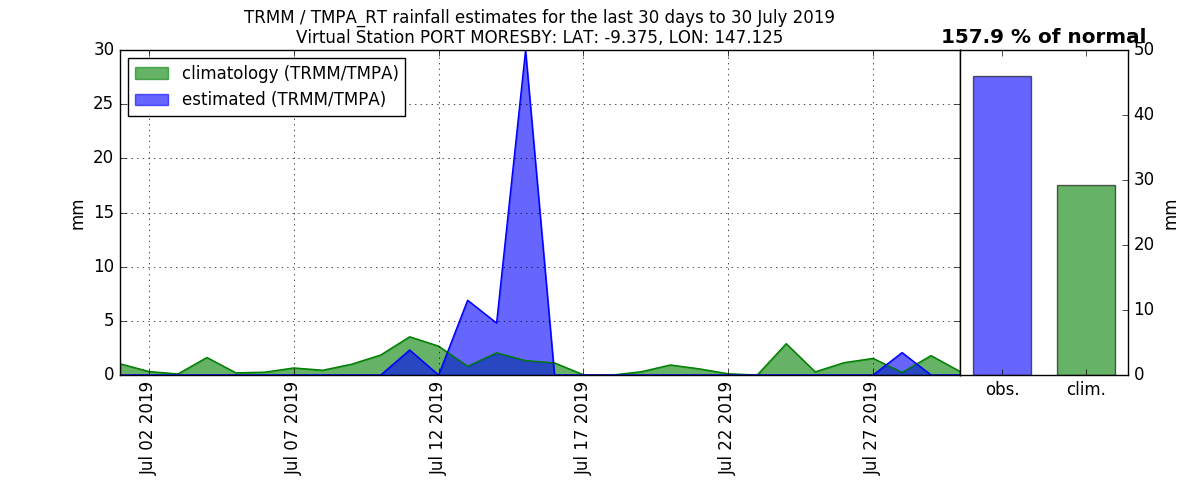 TRMM / TMPA_RT rainfall estimates for the last 30 days to 30 July 2019
Virtual Station PORT MORESBY: LAT: -9.375, LON: 147.125
157.9 % of normal
climatology (TRMM/TMPA)
estimated (TRMM/TMPA)
30
25
20
15
10
5
0
mm
Jul 02 2019
Jul 07 2019
Jul 12 2019
Jul 17 2019
Jul 22 2019
Jul 27 2019
obs.
clim.
50
40
30
20
10
0
mm